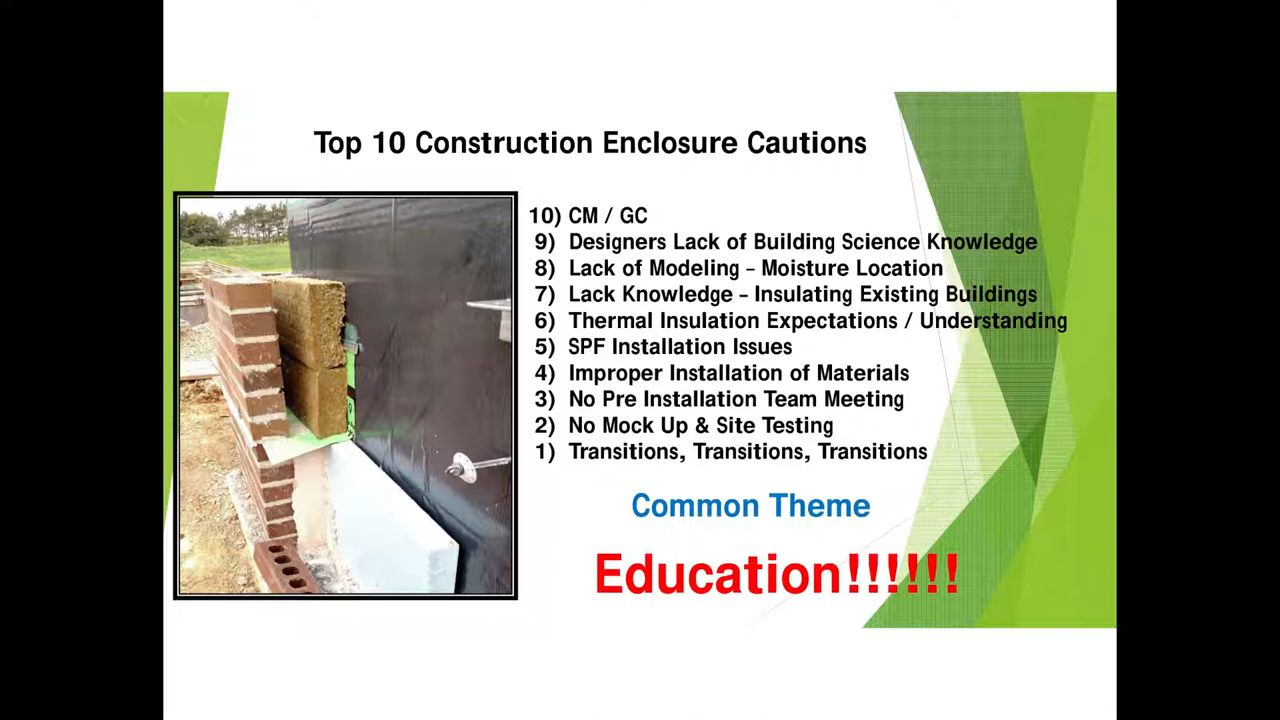 Top 10 Construction Enclosure Cautions
10) CM / GC
9) Designers Lack of Building Science Knowledge
8) Lack of Modeling – Moisture Location
7) Lack Knowledge – Insulating Existing Buildings
6) Thermal Insulation Expectations / Understanding
5) SPF Installation Issues
4) Improper Installation of Materials
3) No Pre Installation Team Meeting
2) No Mock Up & Site Testing
1) Transitions, Transitions, Transitions
Common Theme
Education!!!!!!